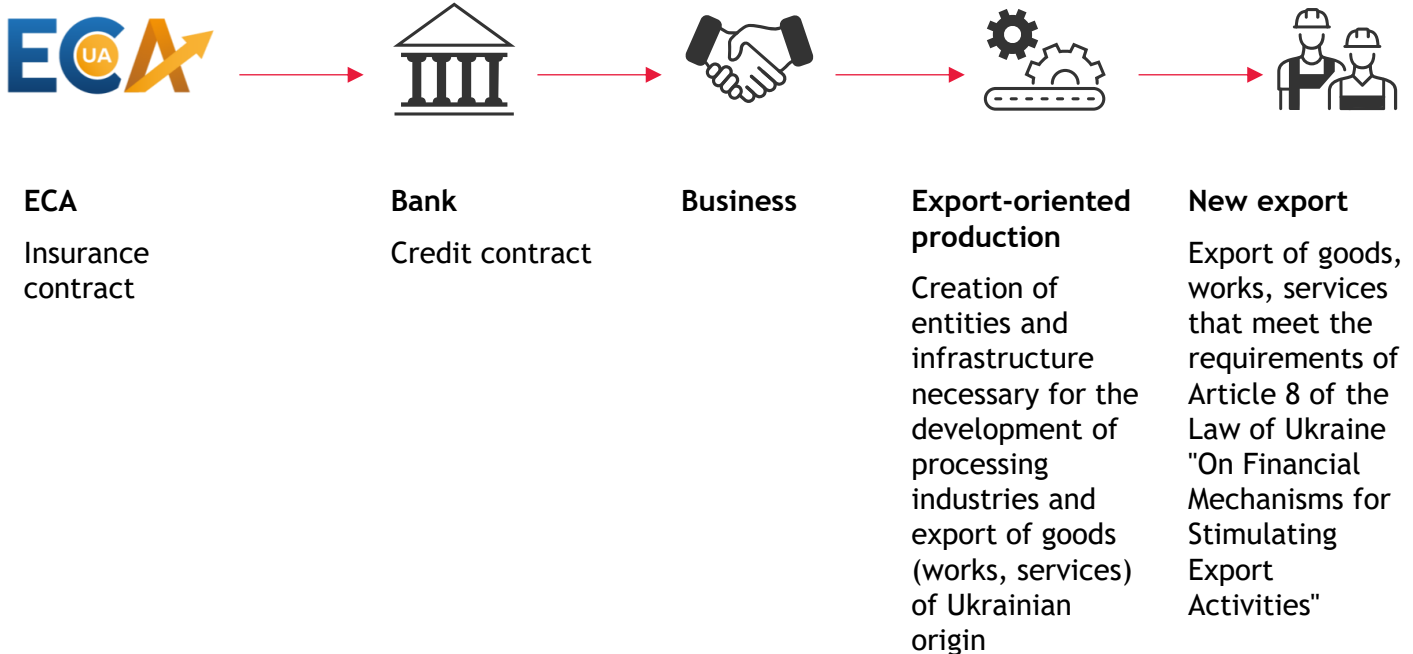 ECA
UA
ECA
Insurance
contract
Bank
Credit contract
Business
Export-oriented
production
Creation of
entities and
infrastructure
necessary for the
development of
processing
industries and
export of goods
(works, services)
of Ukrainian
origin
New export
Export of goods,
works, services
that meet the
requirements of
Article 8 of the
Law of Ukraine
"On Financial
Mechanisms for
Stimulating
Export
Activities"